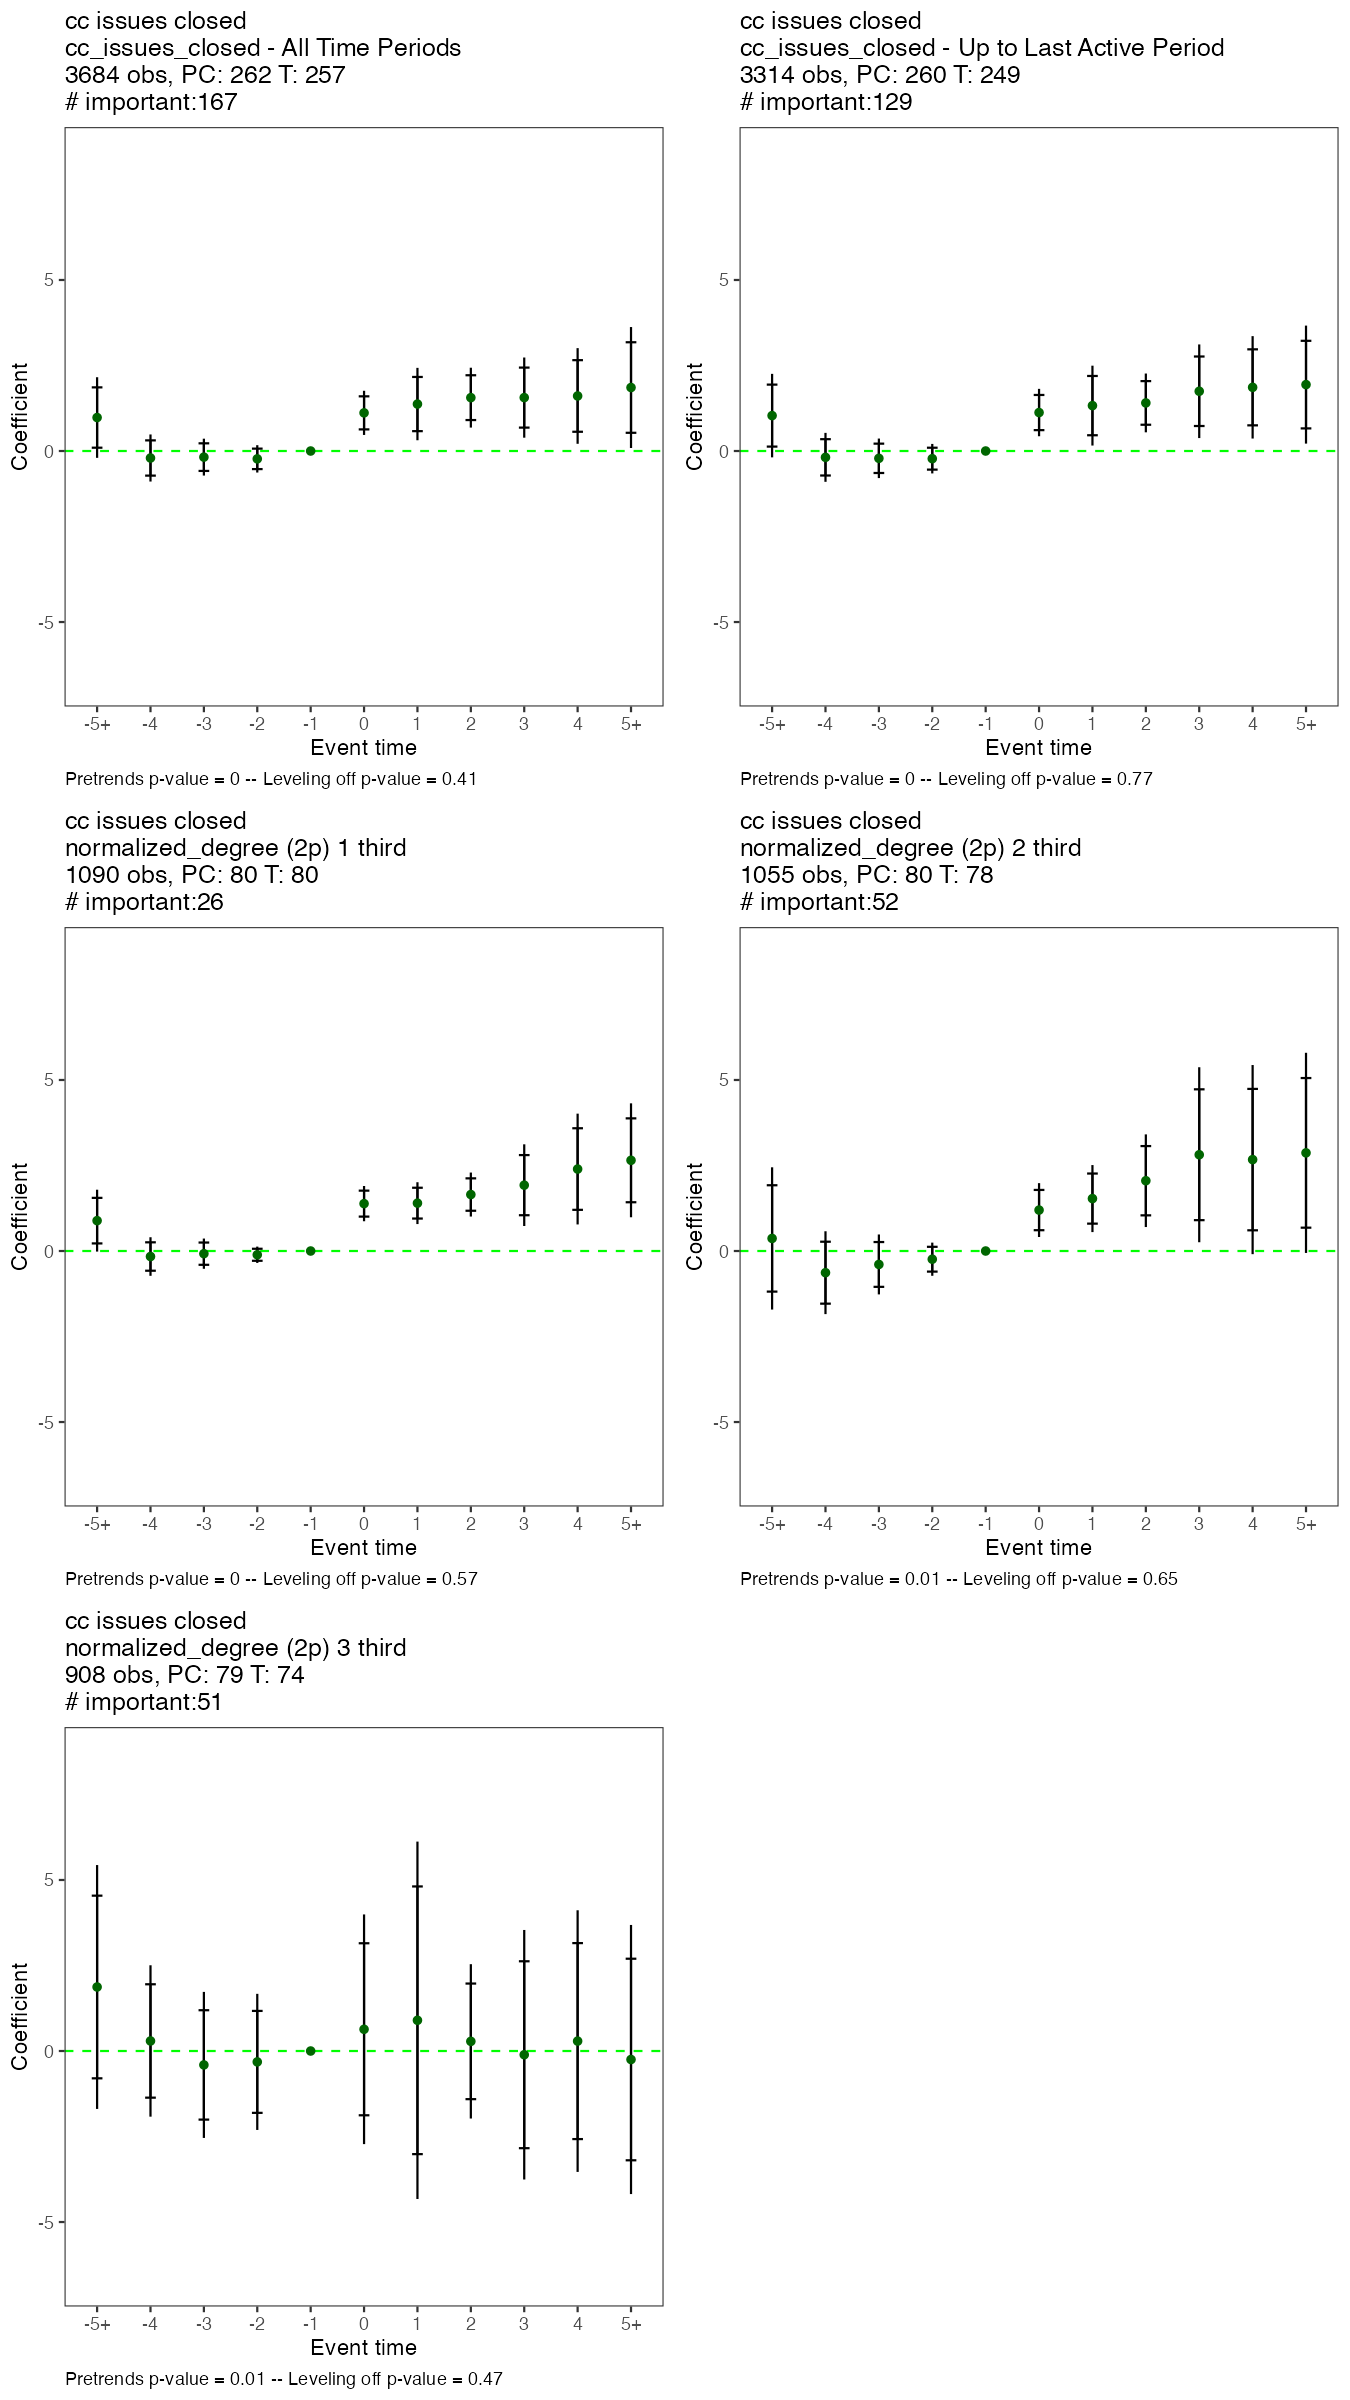 cc issues closed
cc_issues_closed - All Time Periods
3684 obs, PC: 262 T: 257
# important:167
5
0
-5
Coefficient
-5+ -4 -3 -2 -1 0 1 2 3 4 5+
Event time
Pretrends p-value = 0 -- Leveling off p-value = 0.41
cc issues closed
cc_issues_closed - Up to Last Active Period
3314 obs, PC: 260 T: 249
# important:129
5
0
-5
Coefficient
-5+ -4 -3 -2 -1 0 1 2 3 4 5+
Event time
Pretrends p-value = 0 -- Leveling off p-value = 0.77
cc issues closed
normalized_degree (2p) 1 third
1090 obs, PC: 80 T: 80
# important:26
5
0
-5
Coefficient
-5+ -4 -3 -2 -1 0 1 2 3 4 5+
Event time
Pretrends p-value = 0 -- Leveling off p-value = 0.57
cc issues closed
normalized_degree (2p) 2 third
1055 obs, PC: 80 T: 78
# important:52
5
0
-5
Coefficient
-5+ -4 -3 -2 -1 0 1 2 3 4 5+
Event time
Pretrends p-value = 0.01 -- Leveling off p-value = 0.65
cc issues closed
normalized_degree (2p) 3 third
908 obs, PC: 79 T: 74
# important:51
5
0
-5
Coefficient
-5+ -4 -3 -2 -1 0 1 2 3 4 5+
Event time
Pretrends p-value = 0.01 -- Leveling off p-value = 0.47